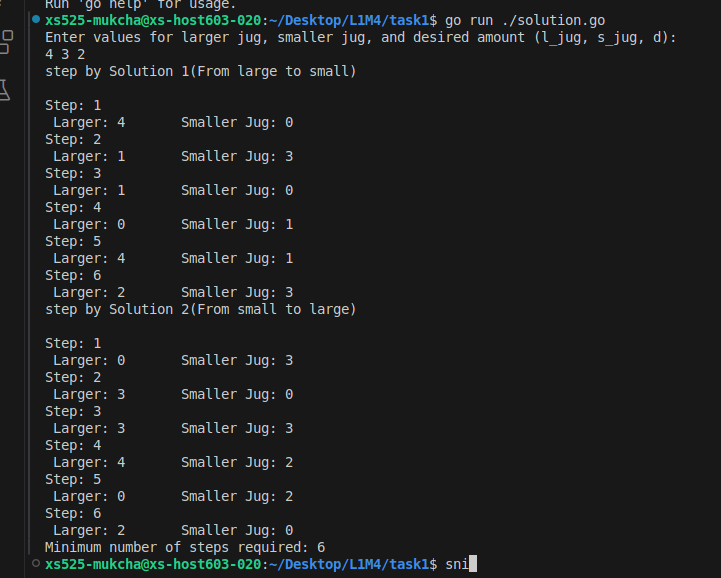 Run 'go help' for usage.
xs525-mukcha@xs-host603-020:~/Desktop/L1M4/task1$ go run ./solution.go
Enter values for larger jug, smaller jug, and desired amount (l_jug, s_jug, d):
4 3 2
step by Solution 1(From large to small)
Step: 1
Larger: 4 Smaller Jug: 0
Step: 2
Larger: 1 Smaller Jug: 3
Step: 3
Larger: 1 Smaller Jug: 0
Step: 4
Larger: 0 Smaller Jug: 1
Step: 5
Larger: 4 Smaller Jug: 1
Step: 6
Larger: 2 Smaller Jug: 3
step by Solution 2(From small to large)
Step: 1
Larger: 0 Smaller Jug: 3
Step: 2
Larger: 3 Smaller Jug: 0
Step: 3
Larger: 3 Smaller Jug: 3
Step: 4
Larger: 4 Smaller Jug: 2
Step: 5
Larger: 0 Smaller Jug: 2
Step: 6
Larger: 2 Smaller Jug: 0
Minimum number of steps required: 6
xs525-mukcha@xs-host603-020:~/Desktop/L1M4/task1$ sni